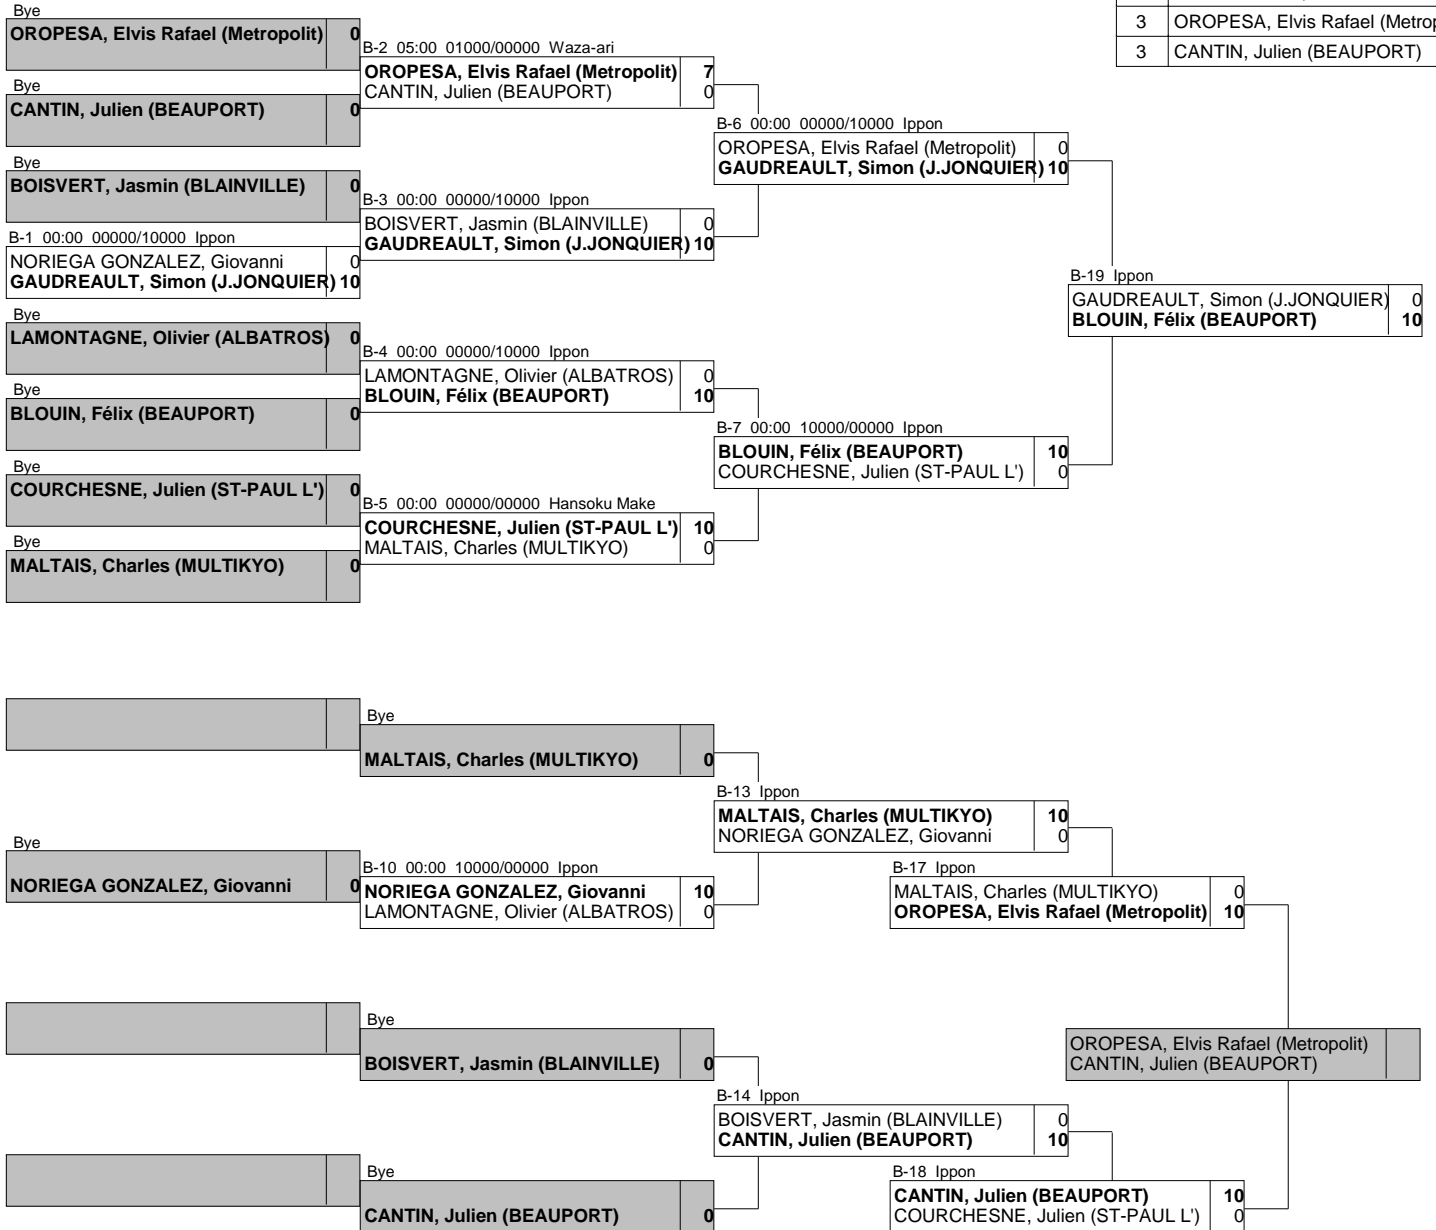 3 OROPESA, Elvis Rafael
3 CANTIN, Julien (BEAUPORT)
Bye
OROPESA, Elvis Rafael (Metropolit) 0
Bye
CANTIN, Julien (BEAUPORT) 0
Bye
BOISVERT, Jasmin (BLAINVILLE) 0
B-1 00:00 00000/10000 Ippon
NORIEGA GONZALEZ, Giovanni 0
GAUDREAULT, Simon (J.JONQUIER) 10
Bye
LAMONTAGNE, Olivier (ALBATROS) 0
Bye
BLOUIN, Félix (BEAUPORT) 0
Bye
COURCHESNE, Julien (ST-PAUL L') 0
Bye
MALTAIS, Charles (MULTIKYO) 0
B-2 05:00 01000/00000 Waza-ari
OROPESA, Elvis Rafael (Metropolit) 7
CANTIN, Julien (BEAUPORT) 0
B-3 00:00 00000/10000 Ippon
BOISVERT, Jasmin (BLAINVILLE) 0
GAUDREAULT, Simon (J.JONQUIER) 10
B-4 00:00 00000/10000 Ippon
LAMONTAGNE, Olivier (ALBATROS) 0
BLOUIN, Félix (BEAUPORT) 10
B-5 00:00 00000/00000 Hansoku Make
COURCHESNE, Julien (ST-PAUL L') 10
MALTAIS, Charles (MULTIKYO) 0
B-6 00:00 00000/10000 Ippon
OROPESA, Elvis Rafael (Metropolit) 0
GAUDREAULT, Simon (J.JONQUIER) 10
B-7 00:00 10000/00000 Ippon
BLOUIN, Félix (BEAUPORT) 10
COURCHESNE, Julien (ST-PAUL L') 0
B-19 Ippon
GAUDREAULT, Simon (J.JONQUIER) 0
BLOUIN, Félix (BEAUPORT) 10
Bye
MALTAIS, Charles (MULTIKYO) 0
Bye
NORIEGA GONZALEZ, Giovanni 0
B-10 00:00 10000/00000 Ippon
NORIEGA GONZALEZ, Giovanni 10
LAMONTAGNE, Olivier (ALBATROS) 0
B-13 Ippon
MALTAIS, Charles (MULTIKYO) 10
NORIEGA GONZALEZ, Giovanni 0
B-17 Ippon
MALTAIS, Charles (MULTIKYO) 0
OROPESA, Elvis Rafael (Metropolit) 10
Bye
BOISVERT, Jasmin (BLAINVILLE) 0
Bye
CANTIN, Julien (BEAUPORT) 0
B-14 Ippon
BOISVERT, Jasmin (BLAINVILLE) 0
CANTIN, Julien (BEAUPORT) 10
B-18 Ippon
CANTIN, Julien (BEAUPORT) 10
COURCHESNE, Julien (ST-PAUL L') 0
OROPESA, Elvis Rafael (Metropolit)
CANTIN, Julien (BEAUPORT)